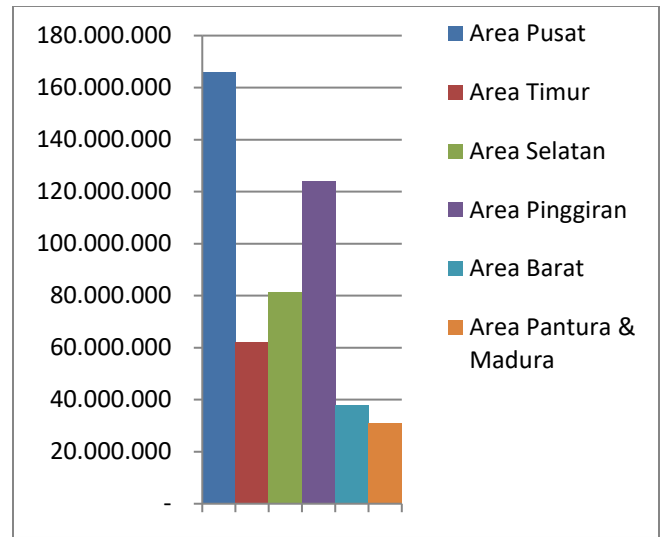 180.000.000
160.000.000
140.000.000
120.000.000
100.000.000
80.000.000
60.000.000
40.000.000
20.000.000
-
Area Pusat
Area Timur
Area Selatan
Area Pinggiran
Area Barat
Area Pantura &
Madura